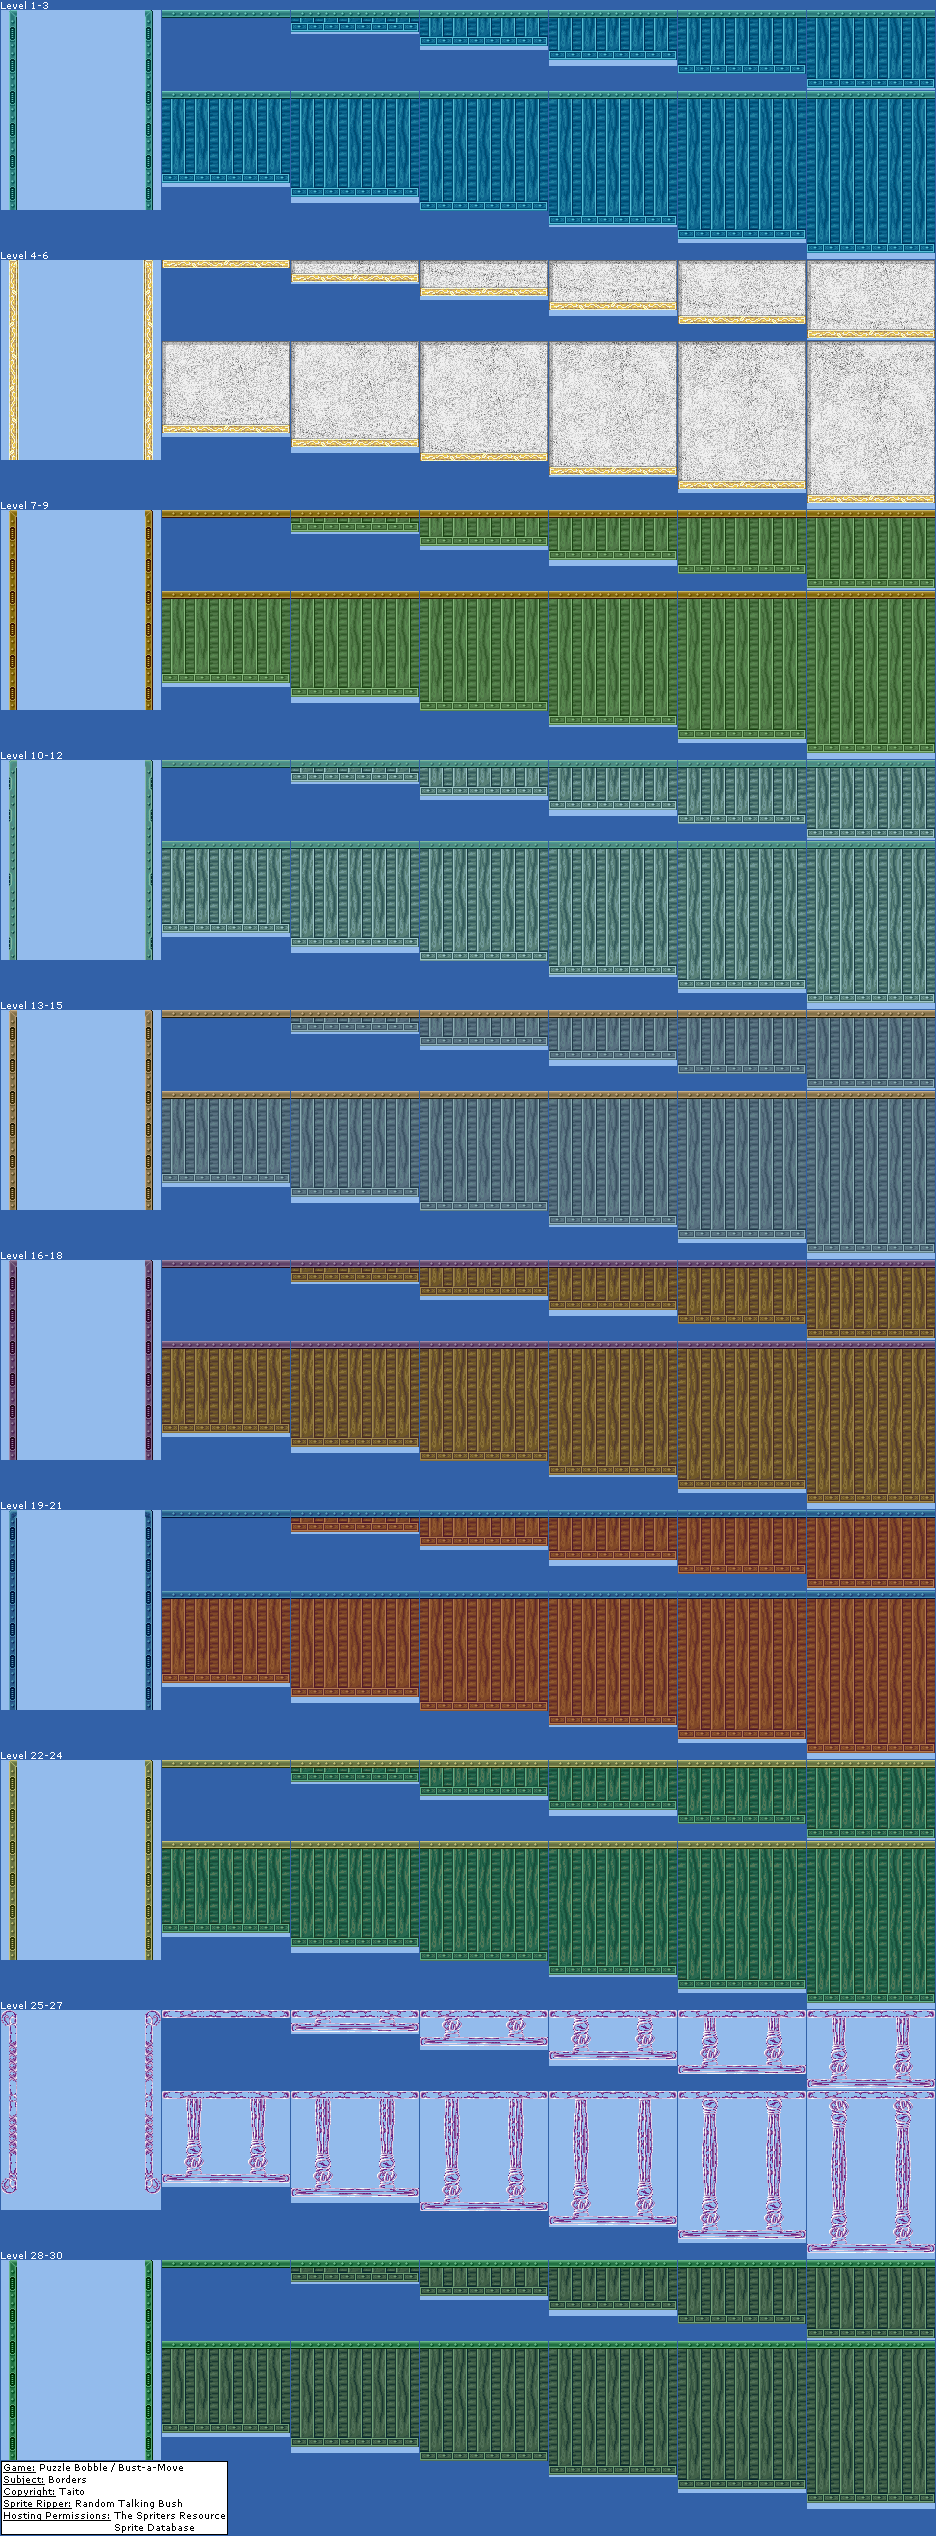 Level 1-3
Level 4-6
Level 7-9
Level 10-12
Level 13-15
Level 16-18
Level 19-21
Level 22-24
Level 25-27
Level 28-30
Game: Puzzle Bobble / Bust-a-Move
Subject: Borders
Copyright: Taito
Sprite Ripper: Random Talking Bush
Hosting Permissions: The Spriters Resource
Sprite Database